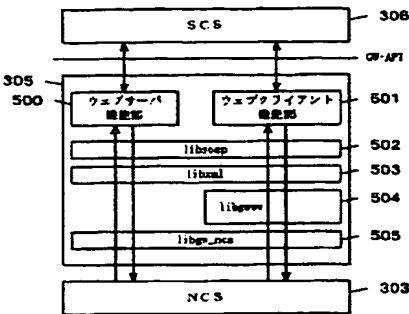 SCS
306
GW-API
305
500
ウェブサーバ
機能部
ウェブクライアント
機能部
501
libsoap
502
libxml
503
libgwww
504
libgw_ncs
505
NCS
303